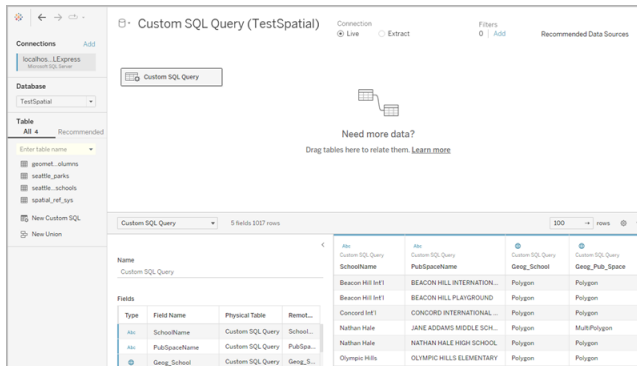 Custom SQL Query (TestSpatial)
Connection
Live
Extract
Filters
0 | Add
Recommended Data Sources
Connections
Add
localhos...LExpress
Microsoft SQL Server
Database
TestSpatial
Table
All 4
Recommended
Enter table name
geomet...olumns
seattle_parks
seattle...schools
spatial_ref_sys
New Custom SQL
New Union
Custom SQL Query
Need more data?
Drag tables here to relate them. Learn more
Custom SQL Query
5 fields 1017 rows
100
rows
Name
Custom SQL Query
Fields
Type Field Name Physical Table Remot...
Abc SchoolName Custom SQL Query School...
Abc PubSpaceName Custom SQL Query PubSpa...
Geog_School Custom SQL Query Geog_S...
Abc Abc
Custom SQL Query Custom SQL Query Custom SQL Query Custom SQL Query
SchoolName PubSpaceName Geog_School Geog_Pub_Space
Beacon Hill Int'l BEACON HILL INTERNATION... Polygon Polygon
Beacon Hill Int'l BEACON HILL PLAYGROUND Polygon Polygon
Concord Int'l CONCORD INTERNATIONAL ... Polygon Polygon
Nathan Hale JANE ADDAMS MIDDLE SCH... Polygon MultiPolygon
Nathan Hale NATHAN HALE HIGH SCHOOL Polygon Polygon
Olympic Hills OLYMPIC HILLS ELEMENTARY Polygon Polygon